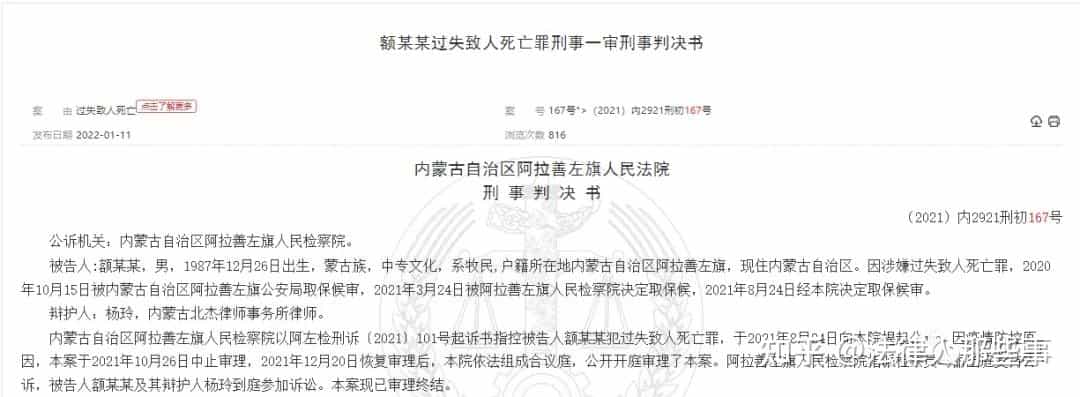 额某某过失致人死亡罪刑事一审刑事判决书
案 由 过失致人死亡 点击了解更多 案 号 167号">（2021）内2921刑初167号
发布日期 2022-01-11 浏览次数 816
内蒙古自治区阿拉善左旗人民法院
刑 事 判 决 书
（2021）内2921刑初167号
公诉机关：内蒙古自治区阿拉善左旗人民检察院。
被告人:额某某，男，1987年12月26日出生，蒙古族，中专文化，系牧民,户籍所在地内蒙古自治区阿拉善左旗，现住内蒙古自治区。因涉嫌过失致人死亡罪，2020
年10月15日被内蒙古自治区阿拉善左旗公安局取保候审，2021年3月24日被阿拉善左旗人民检察院决定取保候，2021年8月24日经本院决定取保候审。
辩护人：杨玲，内蒙古北杰律师事务所律师。
内蒙古自治区阿拉善左旗人民检察院以阿左检刑诉（2021）101号起诉书指控被告人额某某犯过失致人死亡罪，于2021年8月24日向本院提起公诉。因疫情防控原
因，本案于2021年10月26日中止审理，2021年12月20日恢复审理后，本院依法组成合议庭，公开开庭审理了本案。阿拉善左旗人民检察院指派检察员
诉，被告人额某某及其辩护人杨玲到庭参加诉讼。本案现已审理终结。
知乎 @法律人那些事